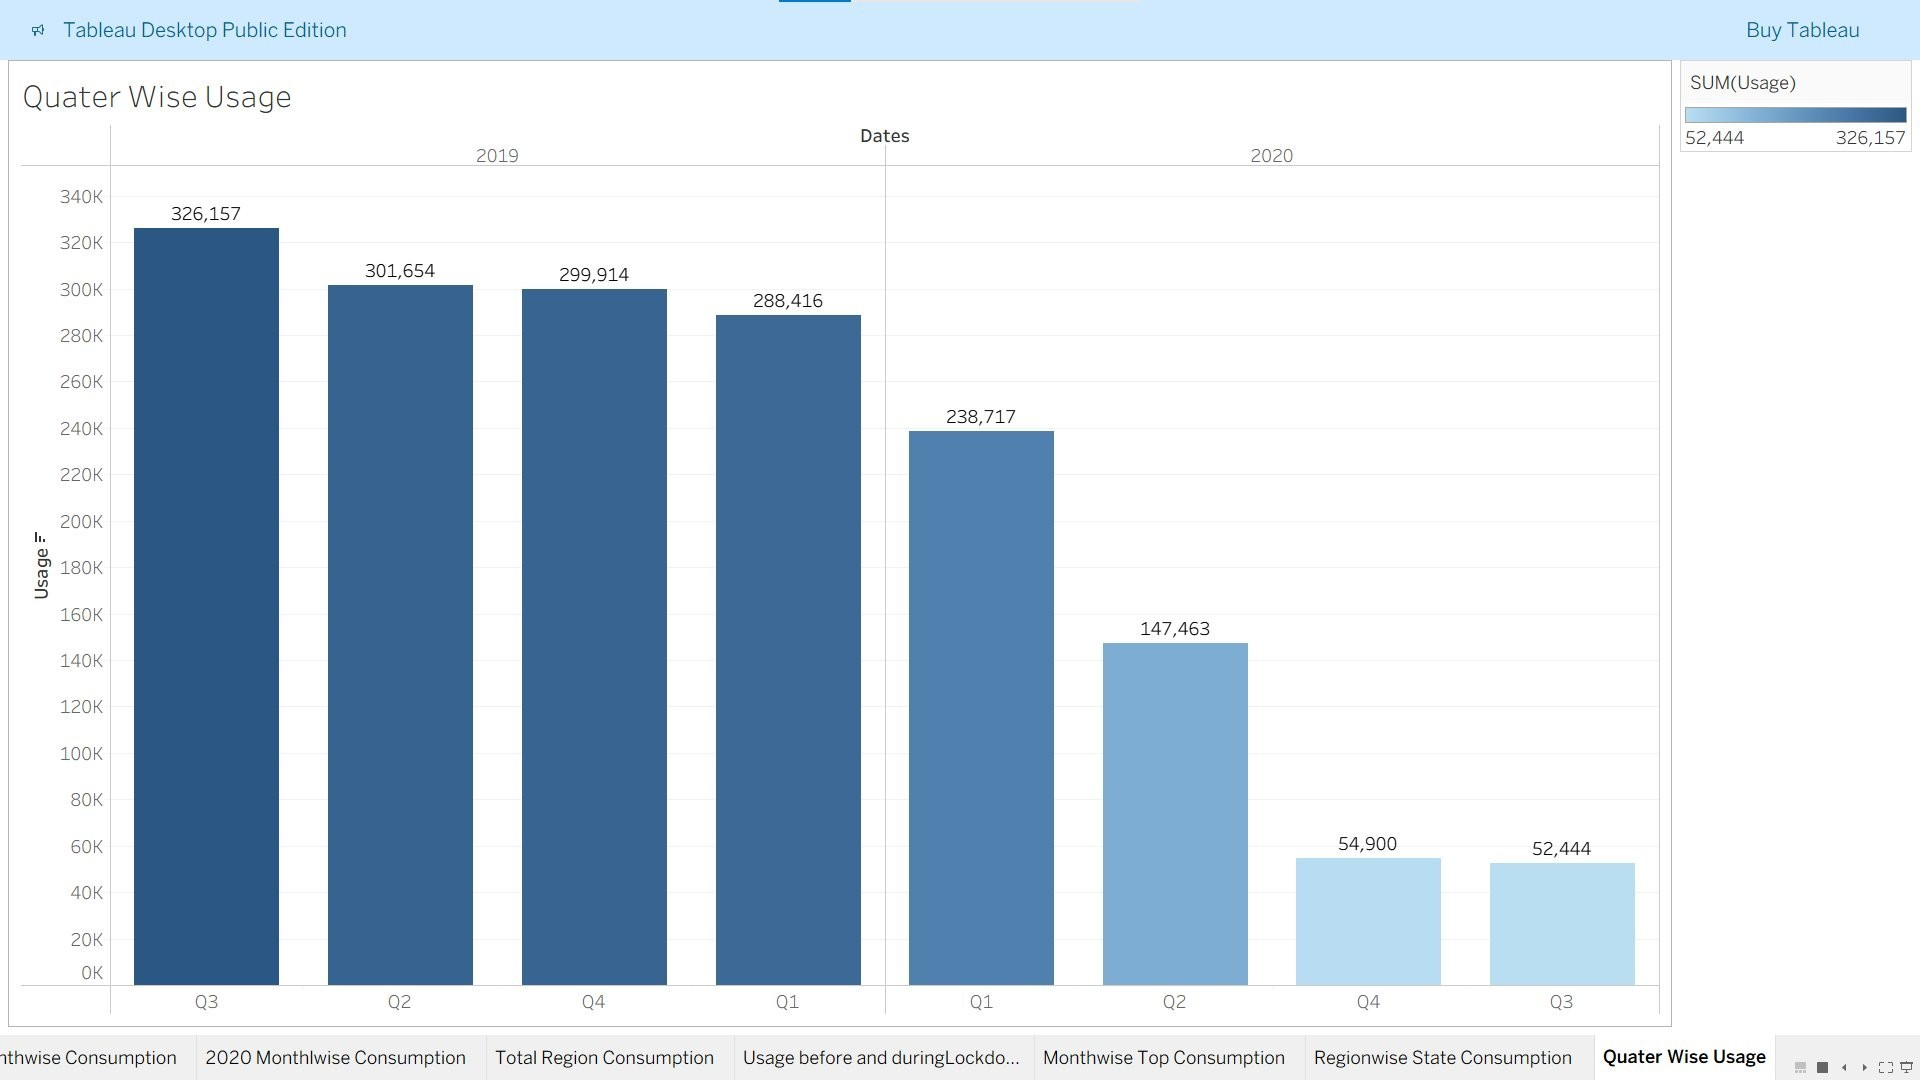 Tableau Desktop Public Edition
Buy Tableau
Quater Wise Usage
SUM(Usage)
52,444 326,157
Dates
2019 2020
Usage
340K
320K
300K
280K
260K
240K
220K
200K
180K
160K
140K
120K
100K
80K
60K
40K
20K
0K
326,157
301,654
299,914
288,416
238,717
147,463
54,900
52,444
Q3 Q2 Q4 Q1 Q1 Q2 Q4 Q3
nthwise Consumption 2020 Monthlwise Consumption Total Region Consumption Usage before and duringLockdo... Monthwise Top Consumption Regionwise State Consumption Quater Wise Usage